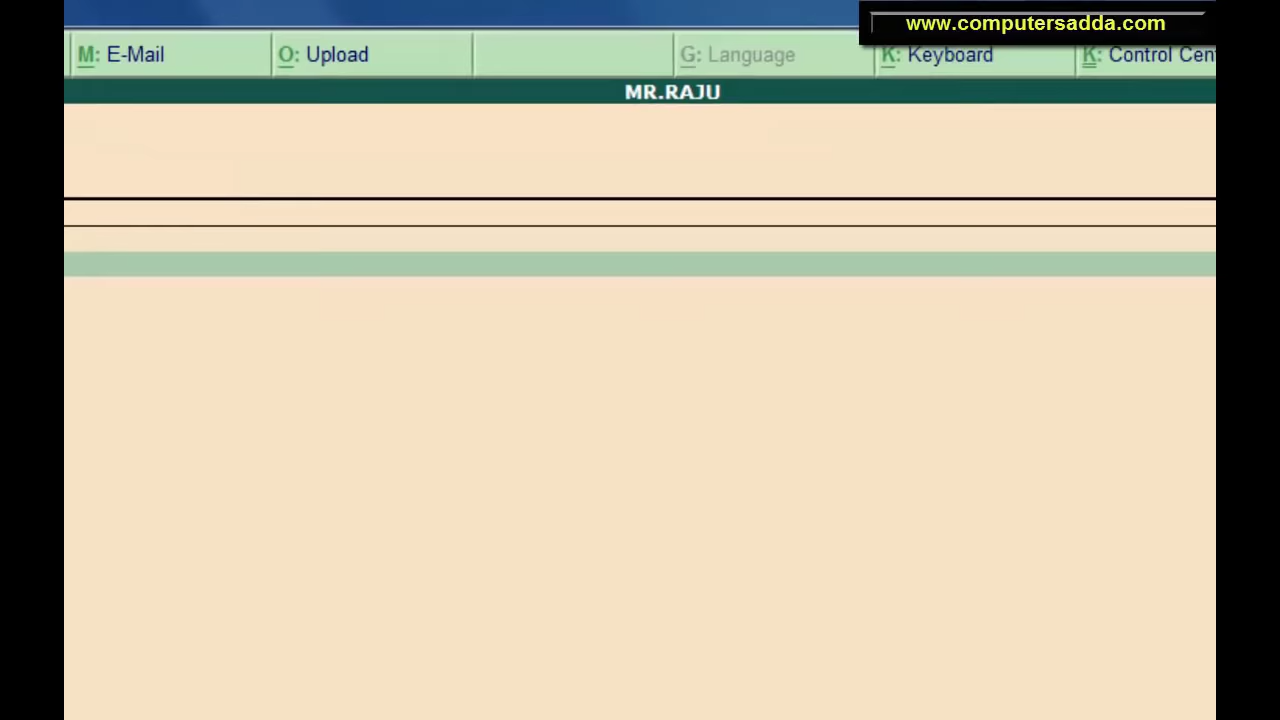 www.computersadda.com
M: E-Mail
O: Upload
G: Language
K: Keyboard
K: Control Cen
MR.RAJU